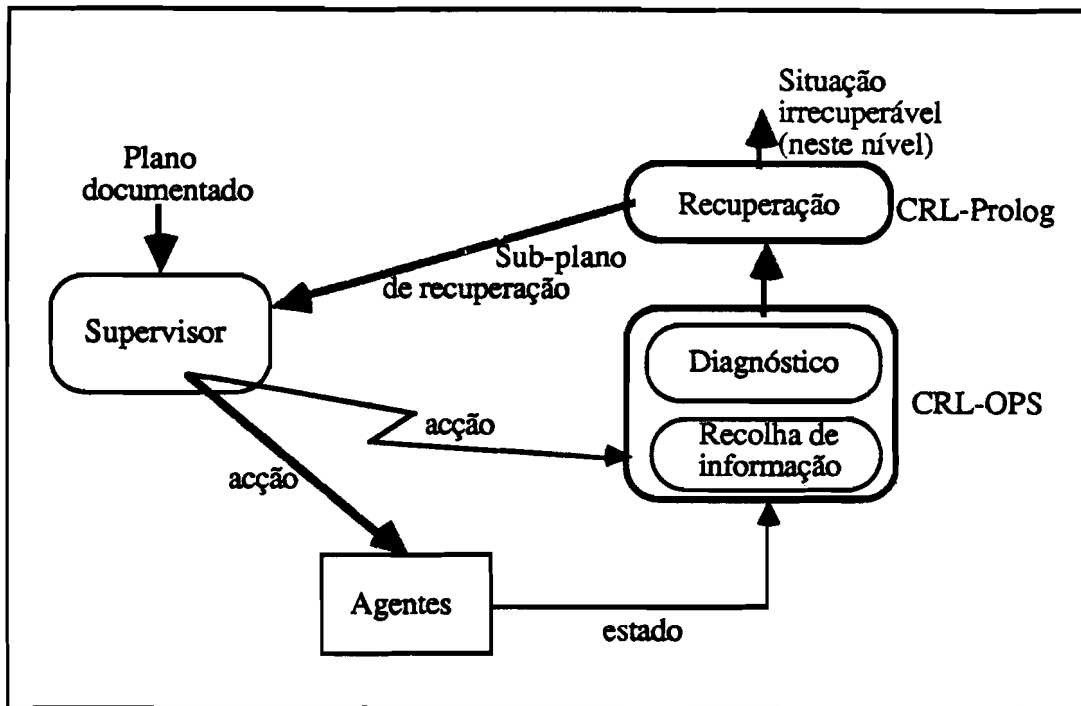 Situação
irrecuperável
(neste nível)
Plano
documentado
Recuperação
CRL-Prolog
Sub-plano
de recuperação
Supervisor
Diagnóstico
CRL-OPS
acção
Recolha de
informação
acção
Agentes
estado